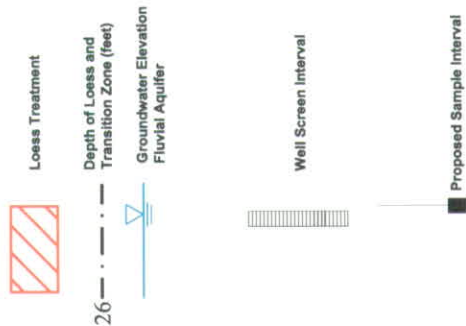 Loess Treatment
26
Depth of Loess and
Transition Zone (feet)
Groundwater Elevation
Fluvial Aquifer
Well Screen Interval
Proposed Sample Interval